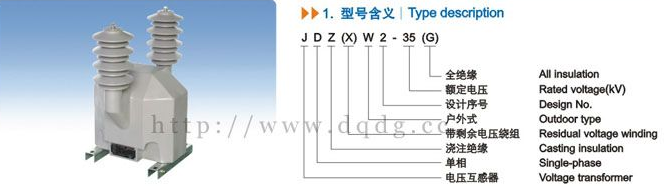 1. 型号含义 | Type description
J D Z (X) W 2 - 35 (G)
全绝缘 All insulation
额定电压 Rated voltage(kV)
设计序号 Design No.
户外式 Outdoor type
带剩余电压绕组 Residual voltage winding
浇注绝缘 Casting insulation
单相 Single-phase
电压互感器 Voltage transformer
http://www.dqdg.cc